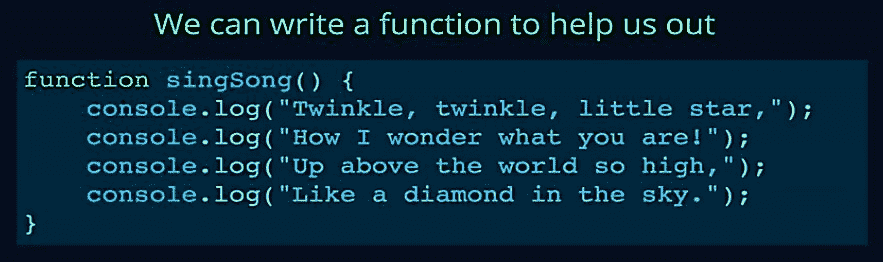 We can write a function to help us out
function singSong() {
    console.log("Twinkle, twinkle, little star,");
    console.log("How I wonder what you are!");
    console.log("Up above the world so high,");
    console.log("Like a diamond in the sky.");
}